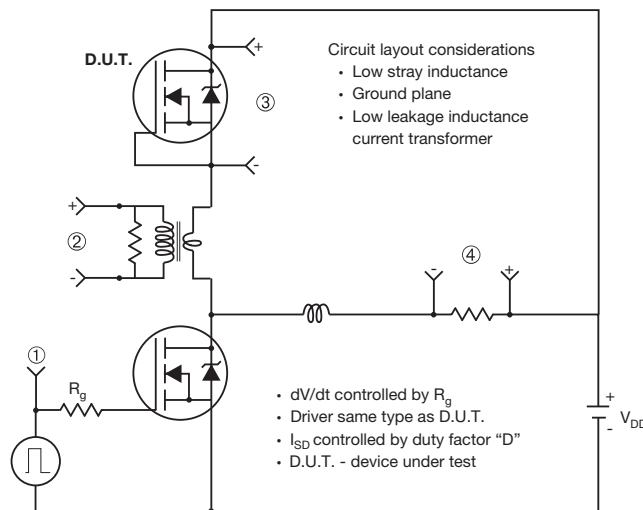 D.U.T.
+
③
-
Circuit layout considerations
• Low stray inductance
• Ground plane
• Low leakage inductance
current transformer
+
②
-
④
- +
①
Rg
• dV/dt controlled by Rg
• Driver same type as D.U.T.
• ISD controlled by duty factor “D”
• D.U.T. - device under test
+
-
VDD